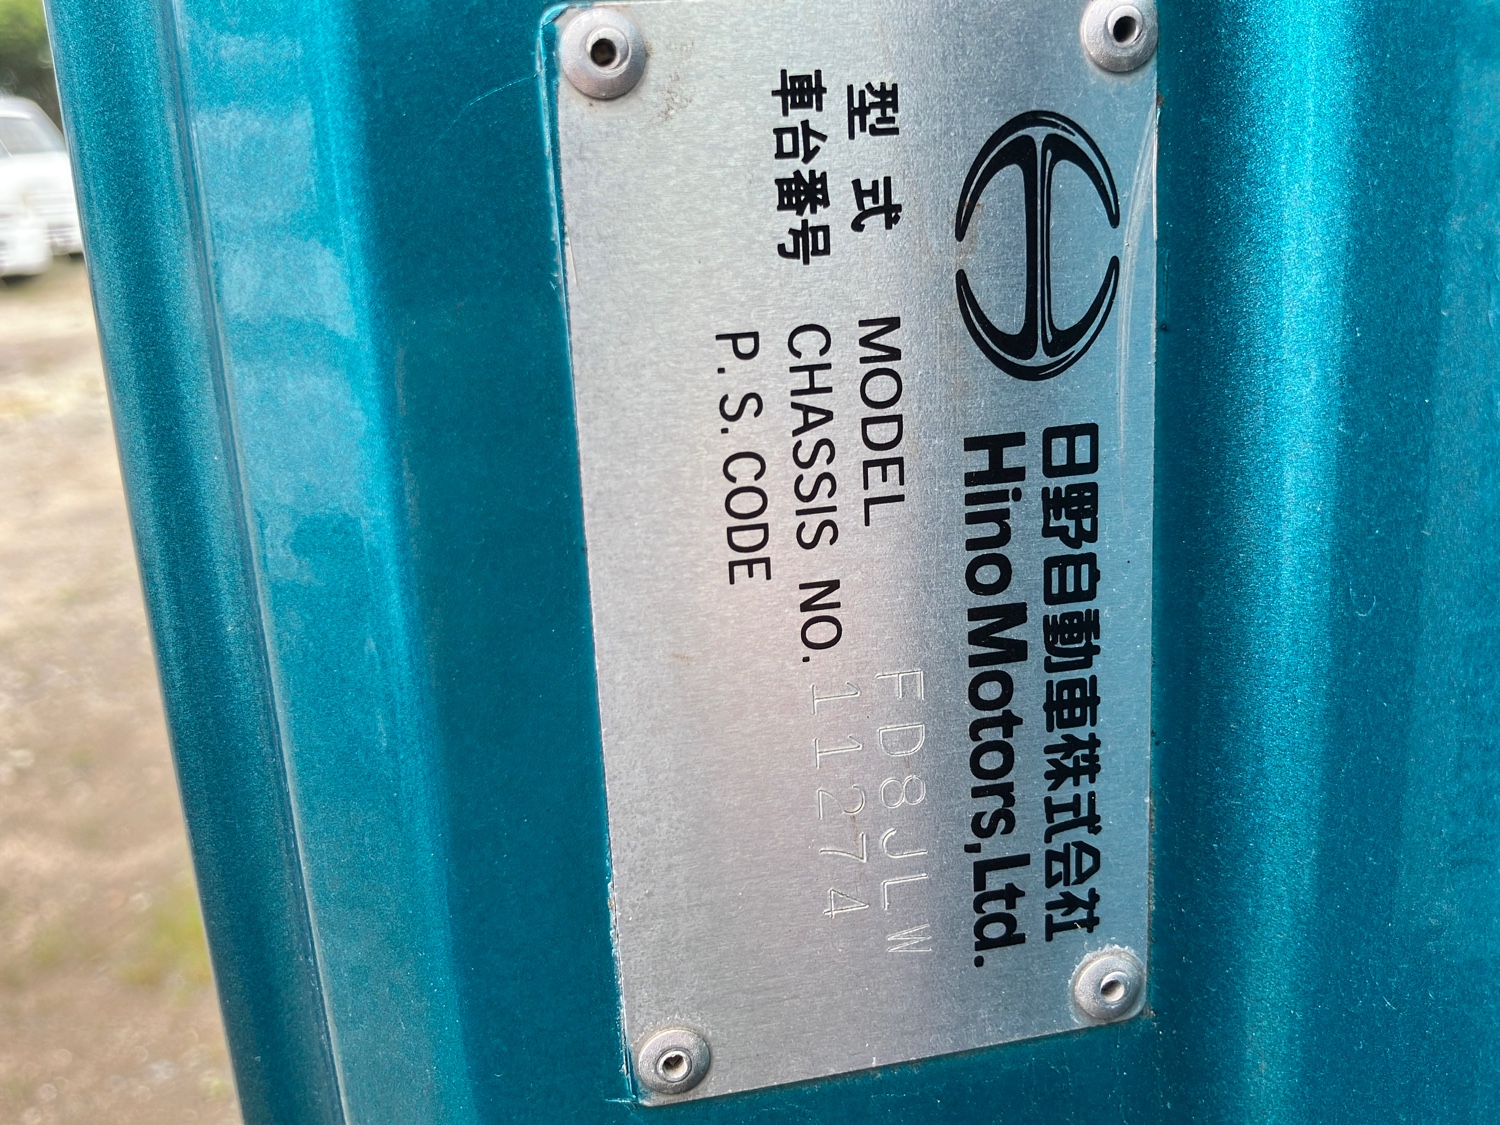 日野自動車株式会社
Hino Motors, Ltd.
型式 MODEL FD8JLW
車台番号 CHASSIS NO. 11274
P.S.CODE